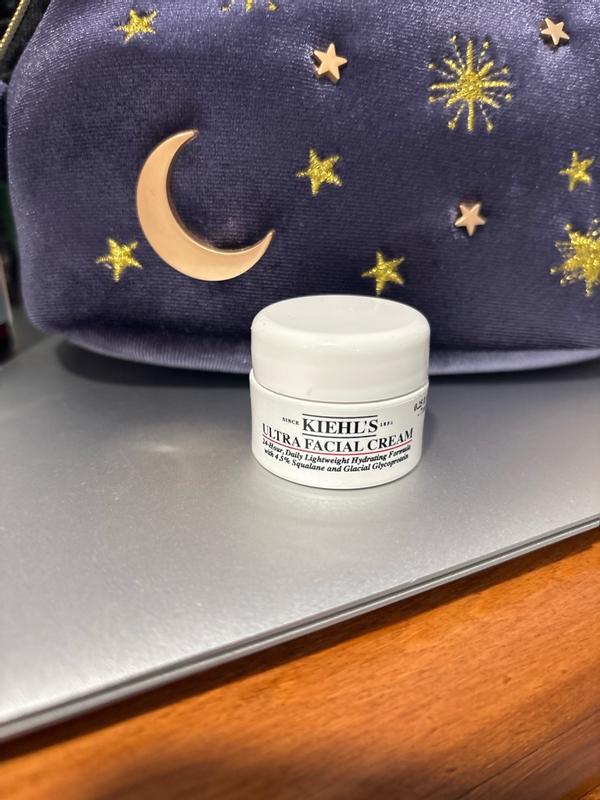 SINCE KIEHL'S 1851
ULTRA FACIAL CREAM
24-Hour, Daily Lightweight Hydrating Formula
with 4.5% Squalane and Glacial Glycoprotein